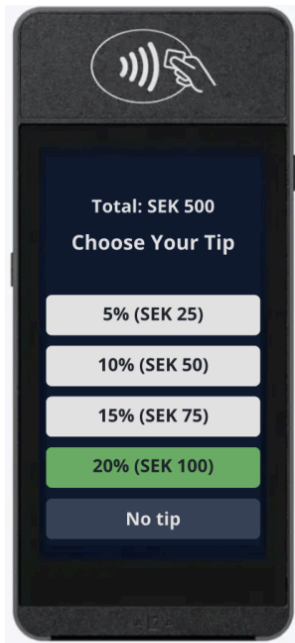 Total: SEK 500
Choose Your Tip
5% (SEK 25)
10% (SEK 50)
15% (SEK 75)
20% (SEK 100)
No tip